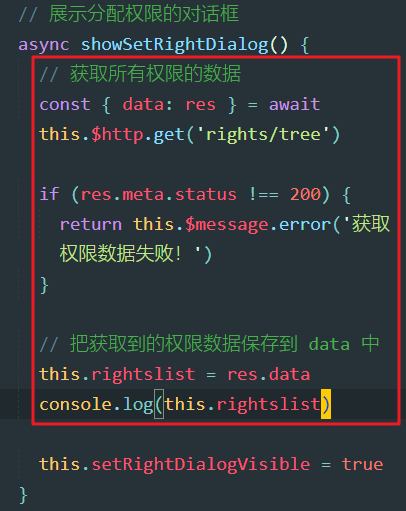 // 展示分配权限的对话框
async showSetRightDialog() {
// 获取所有权限的数据
const { data: res } = await
this.$http.get('rights/tree')
if (res.meta.status !== 200) {
return this.$message.error('获取
权限数据失败! ')
}
// 把获取到的权限数据保存到 data 中
this.rightslist = res.data
console.log(this.rightslist)
this.setRightDialogVisible = true
}